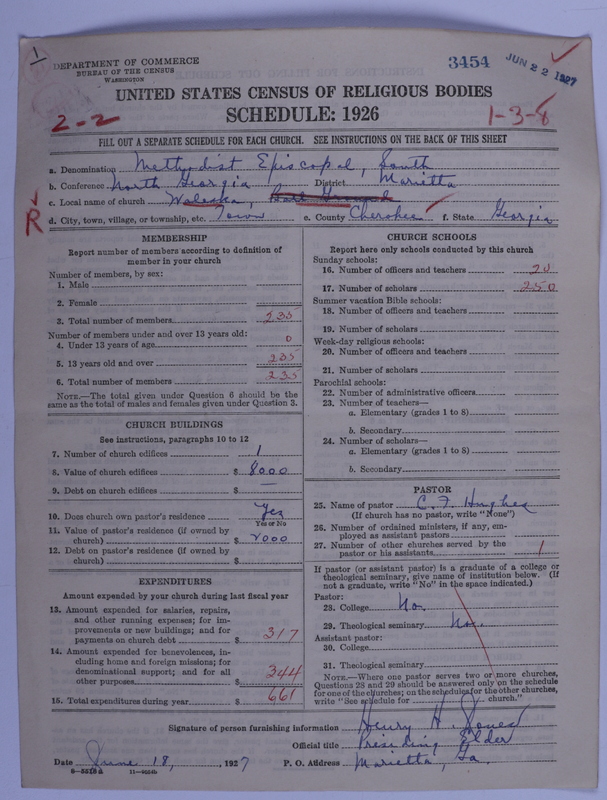 1
DEPARTMENT OF COMMERCE
BUREAU OF THE CENSUS
WASHINGTON
3454
JUN 22 1927
UNITED STATES CENSUS OF RELIGIOUS BODIES
SCHEDULE: 1926
2-2
1-3-8
FILL OUT A SEPARATE SCHEDULE FOR EACH CHURCH. SEE INSTRUCTIONS ON THE BACK OF THIS SHEET
a. Denomination Methodist Episcopal, South
b. Conference North Georgia District Marietta
c. Local name of church Waleska,
R
d. City, town, village, or township, etc. Town e. County Cherokee f. State Georgia
MEMBERSHIP
Report number of members according to definition of
member in your church
Number of members, by sex:
1. Male
2. Female
3. Total number of members 235
Number of members under and over 13 years old:
4. Under 13 years of age 0
5. 13 years old and over 235
6. Total number of members 235
NOTE.—The total given under Question 6 should be the
same as the total of males and females given under Question 3.
CHURCH BUILDINGS
See instructions, paragraphs 10 to 12
7. Number of church edifices 1
8. Value of church edifices $ 8000
9. Debt on church edifices $ —
10. Does church own pastor's residence Yes
Yes or No
11. Value of pastor's residence (if owned by
church) $ 2000
12. Debt on pastor's residence (if owned by
church) $
EXPENDITURES
Amount expended by your church during last fiscal year
13. Amount expended for salaries, repairs,
and other running expenses; for im-
provements or new buildings; and for
payments on church debt $ 317
14. Amount expended for benevolences, in-
cluding home and foreign missions; for
denominational support; and for all
other purposes $ 344
15. Total expenditures during year $ 661
CHURCH SCHOOLS
Report here only schools conducted by this church
Sunday schools:
16. Number of officers and teachers 20
17. Number of scholars 250
Summer vacation Bible schools:
18. Number of officers and teachers
19. Number of scholars
Week-day religious schools:
20. Number of officers and teachers
21. Number of scholars
Parochial schools:
22. Number of administrative officers
23. Number of teachers—
a. Elementary (grades 1 to 8)
b. Secondary
24. Number of scholars—
a. Elementary (grades 1 to 8)
b. Secondary
PASTOR
25. Name of pastor C. F. Hughes
(If church has no pastor, write "None")
26. Number of ordained ministers, if any, em-
ployed as assistant pastors
27. Number of other churches served by the
pastor or his assistants 1
If pastor (or assistant pastor) is a graduate of a college or
theological seminary, give name of institution below. (If
not a graduate, write "No" in the space indicated.)
Pastor:
28. College No.
29. Theological seminary No.
Assistant pastor:
30. College
31. Theological seminary
NOTE.—Where one pastor serves two or more churches,
Questions 28 and 29 should be answered only on the schedule
for one of the churches; on the schedules for the other churches,
write "See schedule for church."
Signature of person furnishing information Henry H. Jones
Official title Presiding Elder
Date June 18, 1927 P. O. Address Marietta, Ga.